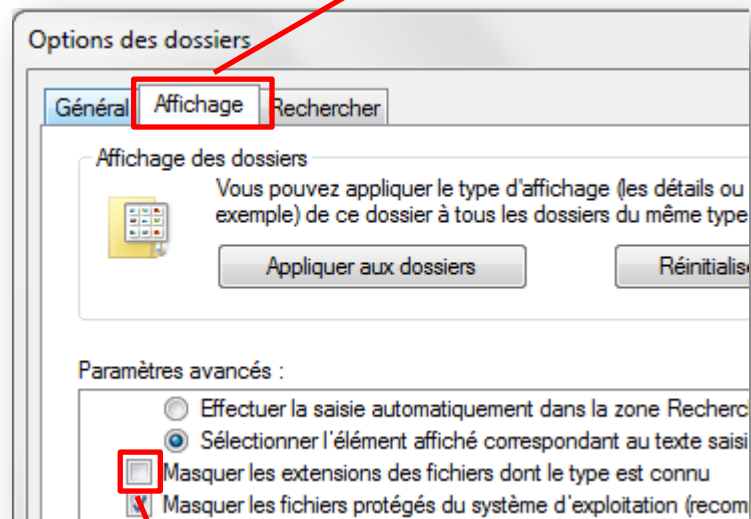 Options des dossiers
Général Affichage Rechercher
Affichage des dossiers
Vous pouvez appliquer le type d'affichage (les détails ou
exemple) de ce dossier à tous les dossiers du même type
Appliquer aux dossiers Réinitialise
Paramètres avancés :
Effectuer la saisie automatiquement dans la zone Recherc
Sélectionner l'élément affiché correspondant au texte saisi
Masquer les extensions des fichiers dont le type est connu
Masquer les fichiers protégés du système d'exploitation (recom